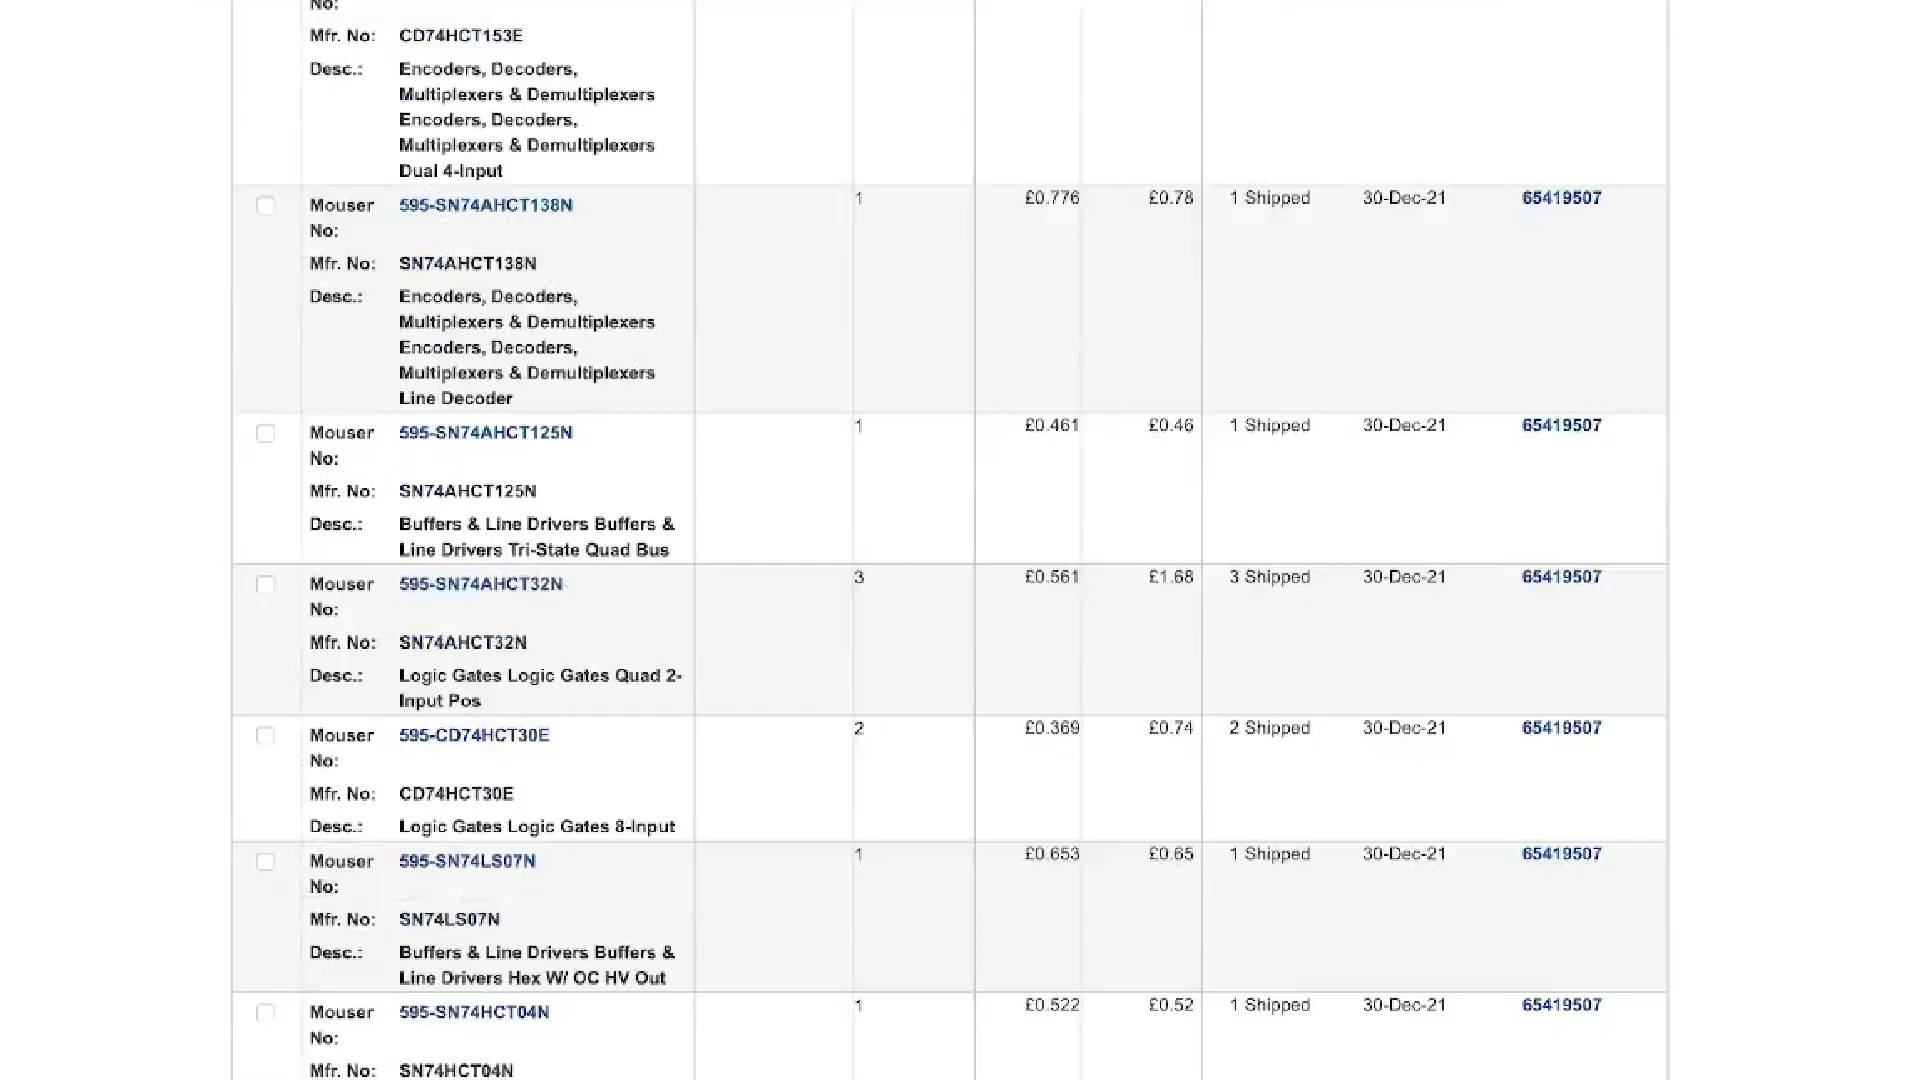 No:
Mfr. No: CD74HCT153E
Desc.: Encoders, Decoders,
Multiplexers & Demultiplexers
Encoders, Decoders,
Multiplexers & Demultiplexers
Dual 4-Input
Mouser No: 595-SN74AHCT138N 1 £0.776 £0.78 1 Shipped 30-Dec-21 65419507
Mfr. No: SN74AHCT138N
Desc.: Encoders, Decoders,
Multiplexers & Demultiplexers
Encoders, Decoders,
Multiplexers & Demultiplexers
Line Decoder
Mouser No: 595-SN74AHCT125N 1 £0.461 £0.46 1 Shipped 30-Dec-21 65419507
Mfr. No: SN74AHCT125N
Desc.: Buffers & Line Drivers Buffers &
Line Drivers Tri-State Quad Bus
Mouser No: 595-SN74AHCT32N 3 £0.561 £1.68 3 Shipped 30-Dec-21 65419507
Mfr. No: SN74AHCT32N
Desc.: Logic Gates Logic Gates Quad 2-
Input Pos
Mouser No: 595-CD74HCT30E 2 £0.369 £0.74 2 Shipped 30-Dec-21 65419507
Mfr. No: CD74HCT30E
Desc.: Logic Gates Logic Gates 8-Input
Mouser No: 595-SN74LS07N 1 £0.653 £0.65 1 Shipped 30-Dec-21 65419507
Mfr. No: SN74LS07N
Desc.: Buffers & Line Drivers Buffers &
Line Drivers Hex W/ OC HV Out
Mouser No: 595-SN74HCT04N 1 £0.522 £0.52 1 Shipped 30-Dec-21 65419507
Mfr. No: SN74HCT04N